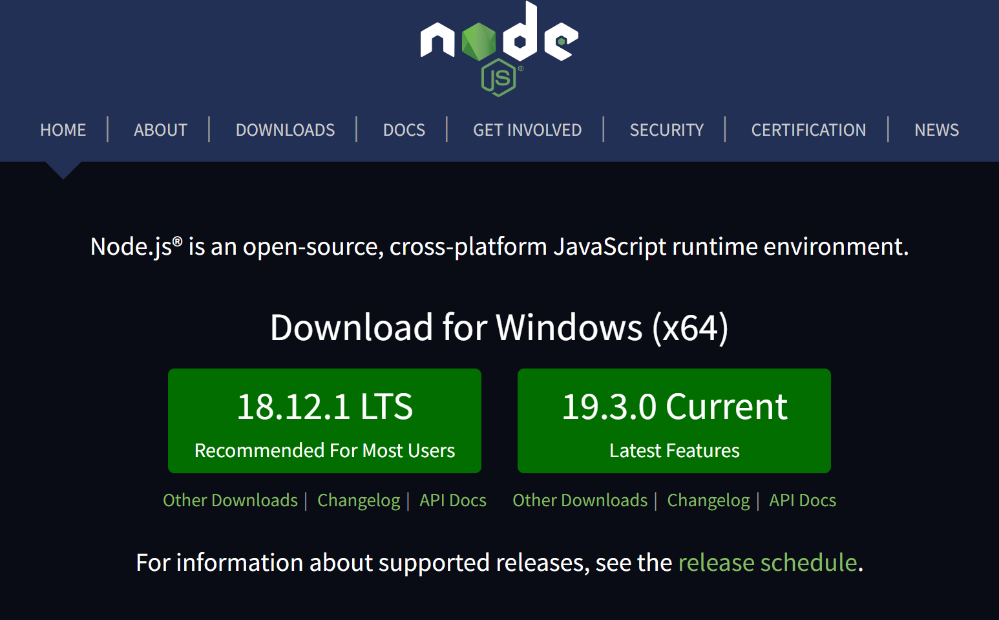 node
JS®
HOME | ABOUT | DOWNLOADS | DOCS | GET INVOLVED | SECURITY | CERTIFICATION | NEWS
Node.js® is an open-source, cross-platform JavaScript runtime environment.
Download for Windows (x64)
18.12.1 LTS
Recommended For Most Users
19.3.0 Current
Latest Features
Other Downloads | Changelog | API Docs
Other Downloads | Changelog | API Docs
For information about supported releases, see the release schedule.